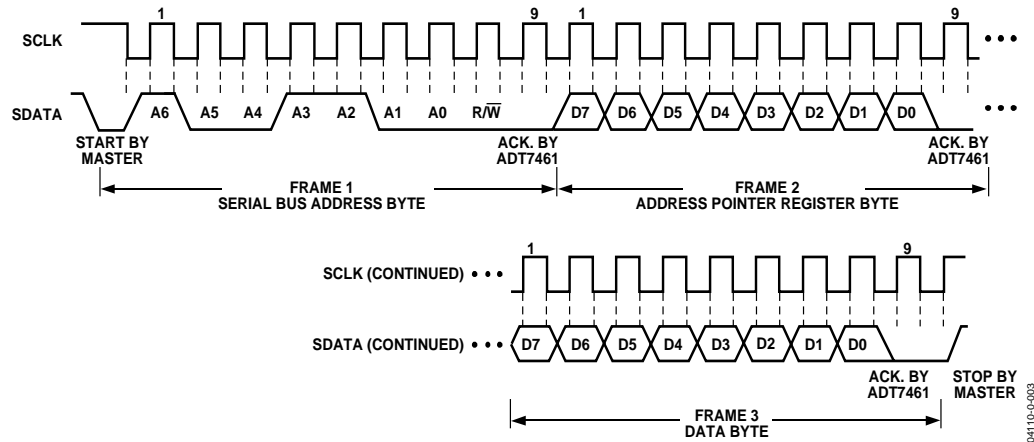 1 9 1 9
SCLK
SDATA A6 A5 A4 A3 A2 A1 A0 R/W̅ D7 D6 D5 D4 D3 D2 D1 D0
START BY MASTER
ACK. BY ADT7461
ACK. BY ADT7461
FRAME 1
SERIAL BUS ADDRESS BYTE
FRAME 2
ADDRESS POINTER REGISTER BYTE
1 9
SCLK (CONTINUED)
SDATA (CONTINUED) D7 D6 D5 D4 D3 D2 D1 D0
ACK. BY ADT7461
STOP BY MASTER
FRAME 3
DATA BYTE
04110-0-003